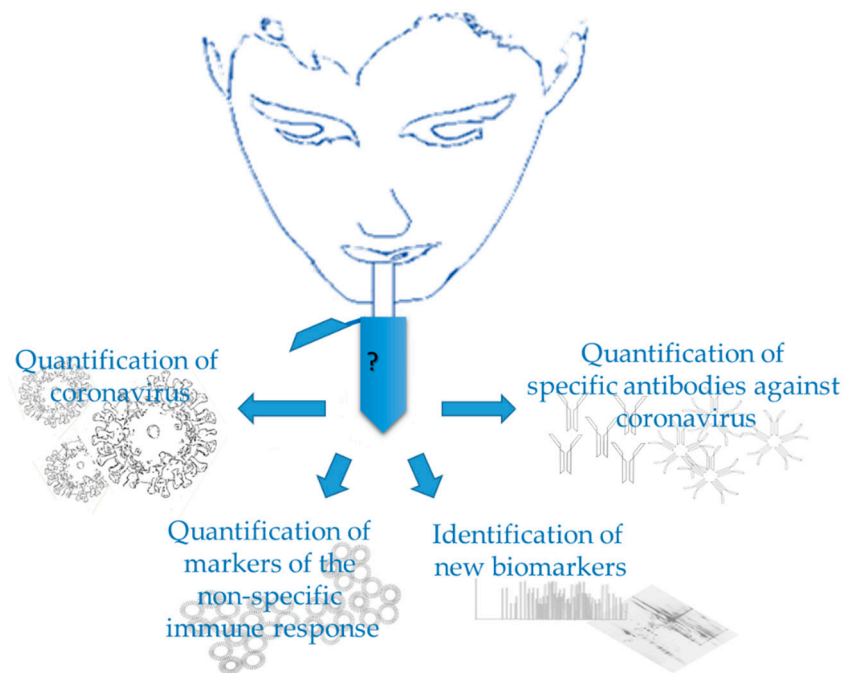 ?
Quantification of
coronavirus
Quantification of
specific antibodies against
coronavirus
Quantification of
markers of the
non-specific
immune response
Identification of
new biomarkers